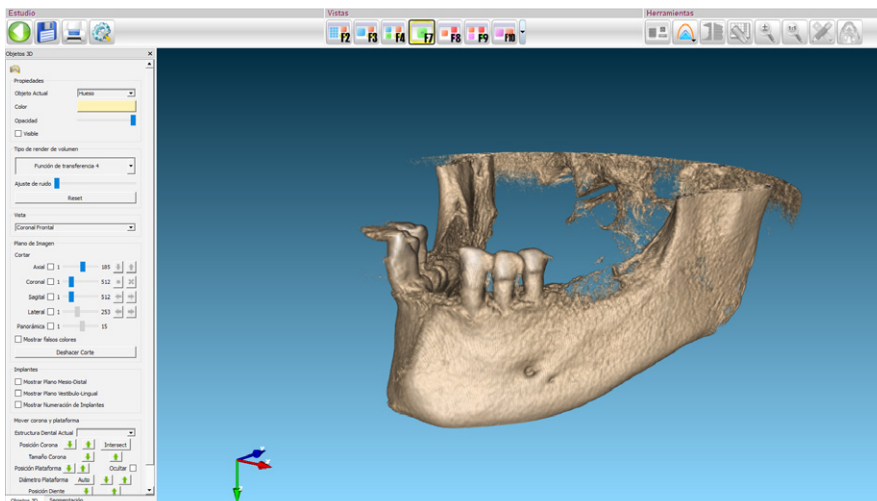 Estudio
Vistas
Herramientas
F2
F3
F4
F7
F8
F9
F10
Objetos 3D
Propiedades
Objeto Actual Hueso
Color
Opacidad
Visible
Tipo de render de volumen
Función de transferencia 4
Ajuste de ruido
Reset
Vista
Coronal Frontal
Plano de Imagen
Cortar
Axial 1 185
Coronal 1 512
Sagital 1 512
Lateral 1 253
Panorámica 1 15
Mostrar falsos colores
Deshacer Corte
Implantes
Mostrar Plano Mesio-Distal
Mostrar Plano Vestibulo-Lingual
Mostrar Numeración de Implantes
Mover corona y plataforma
Estructura Dental Actual
Posición Corona Intersect
Tamaño Corona
Posición Plataforma Ocultar
Diámetro Plataforma Auto
Posición Diente
Objetos 3D Segmentación